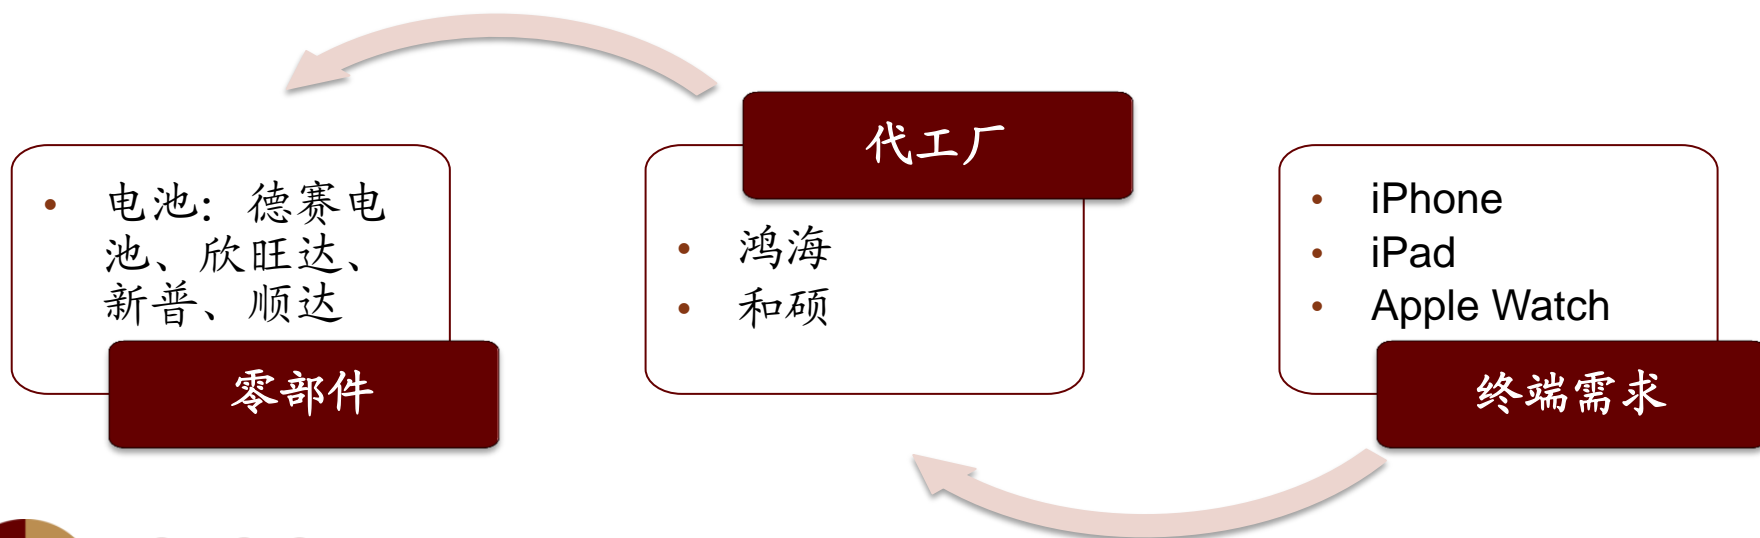 电池：德赛电
池、欣旺达、
新普、顺达
零部件
代工厂
鸿海
和硕
iPhone
iPad
Apple Watch
终端需求